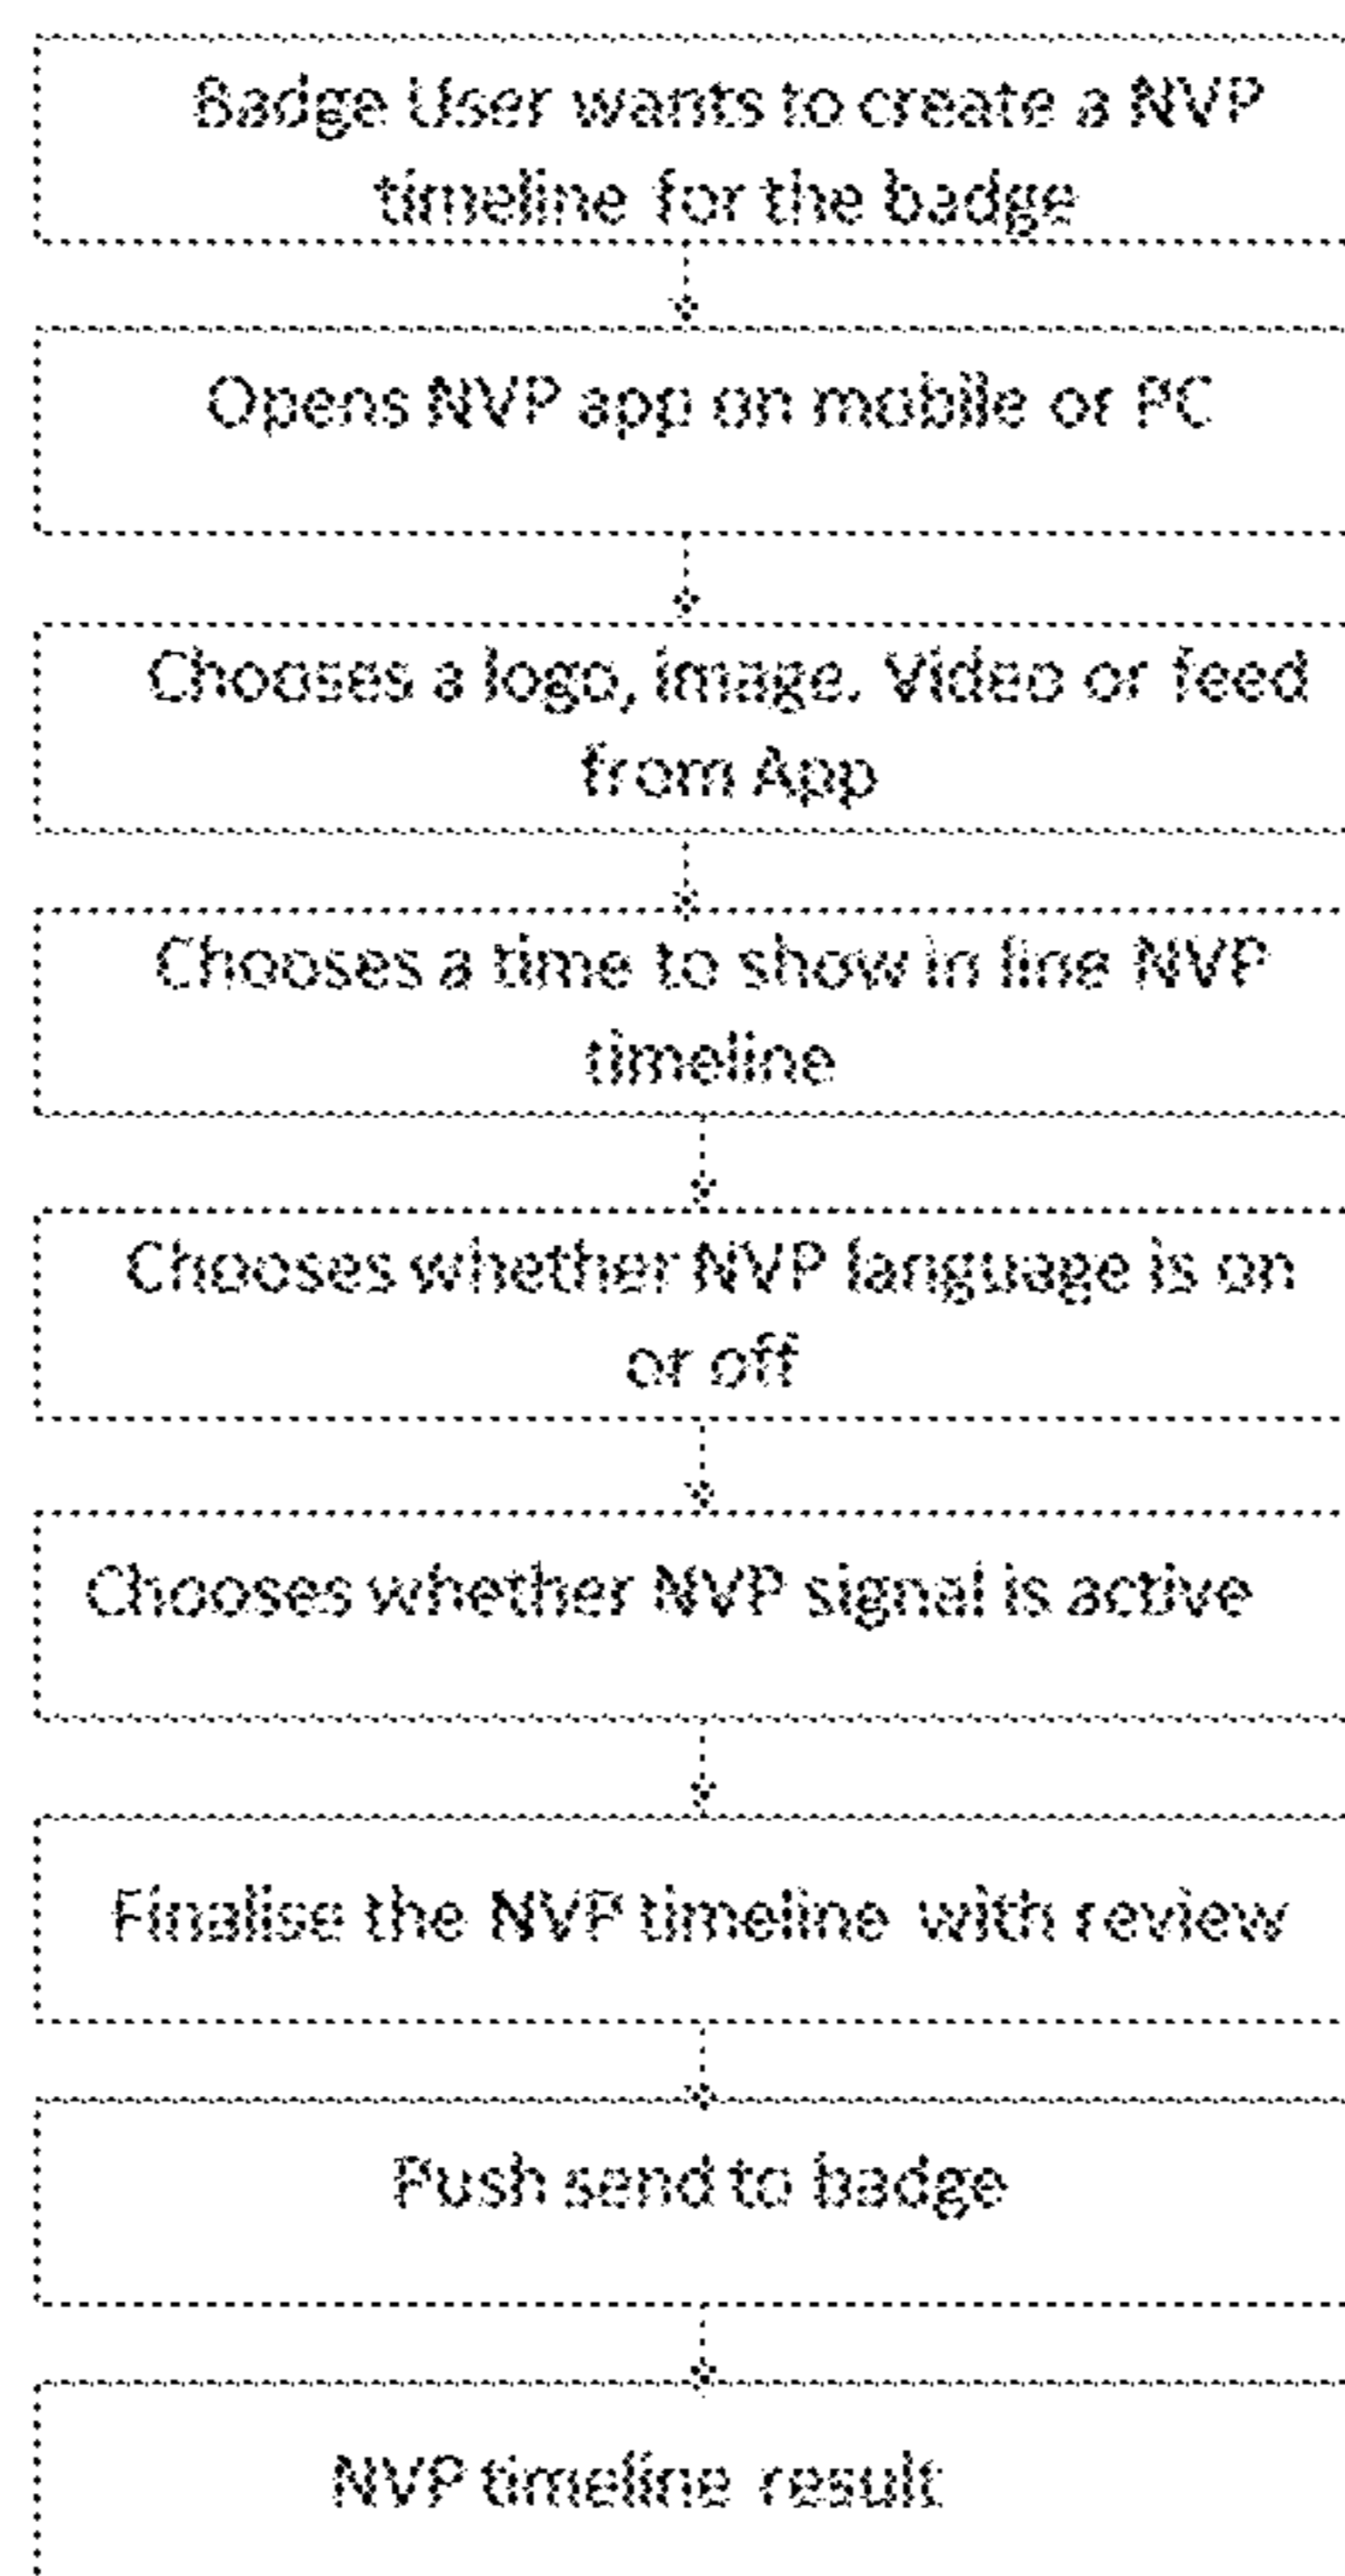 Badge User wants to create a NVP
timeline for the badge
Opens NVP app on mobile or PC
Chooses a logo, image. Video or feed
from App
Chooses a time to show in line NVP
timeline
Chooses whether NVP language is on
or off
Chooses whether NVP signal is active
Finalise the NVP timeline with review
Push send to badge
NVP timeline result